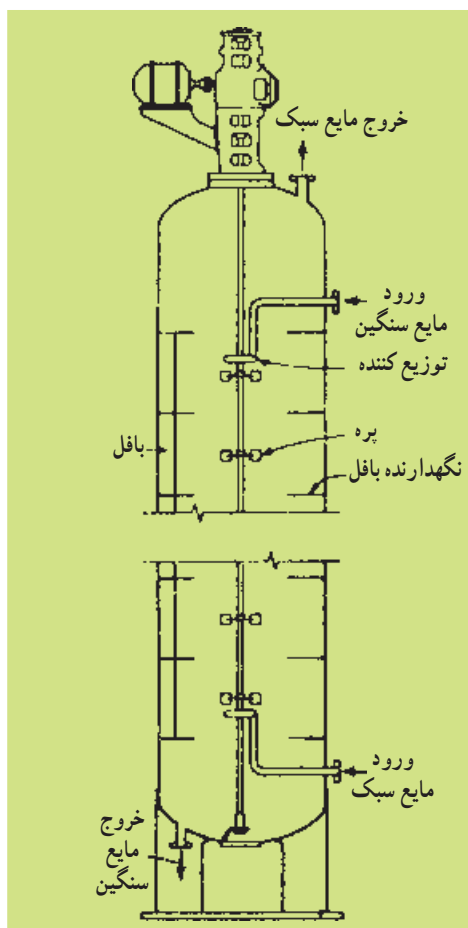 خروج مایع سبک
ورود
مایع سنگین
توزیع کننده
پره
بافل
نگهدارنده بافل
ورود
مایع سبک
خروج
مایع
سنگین